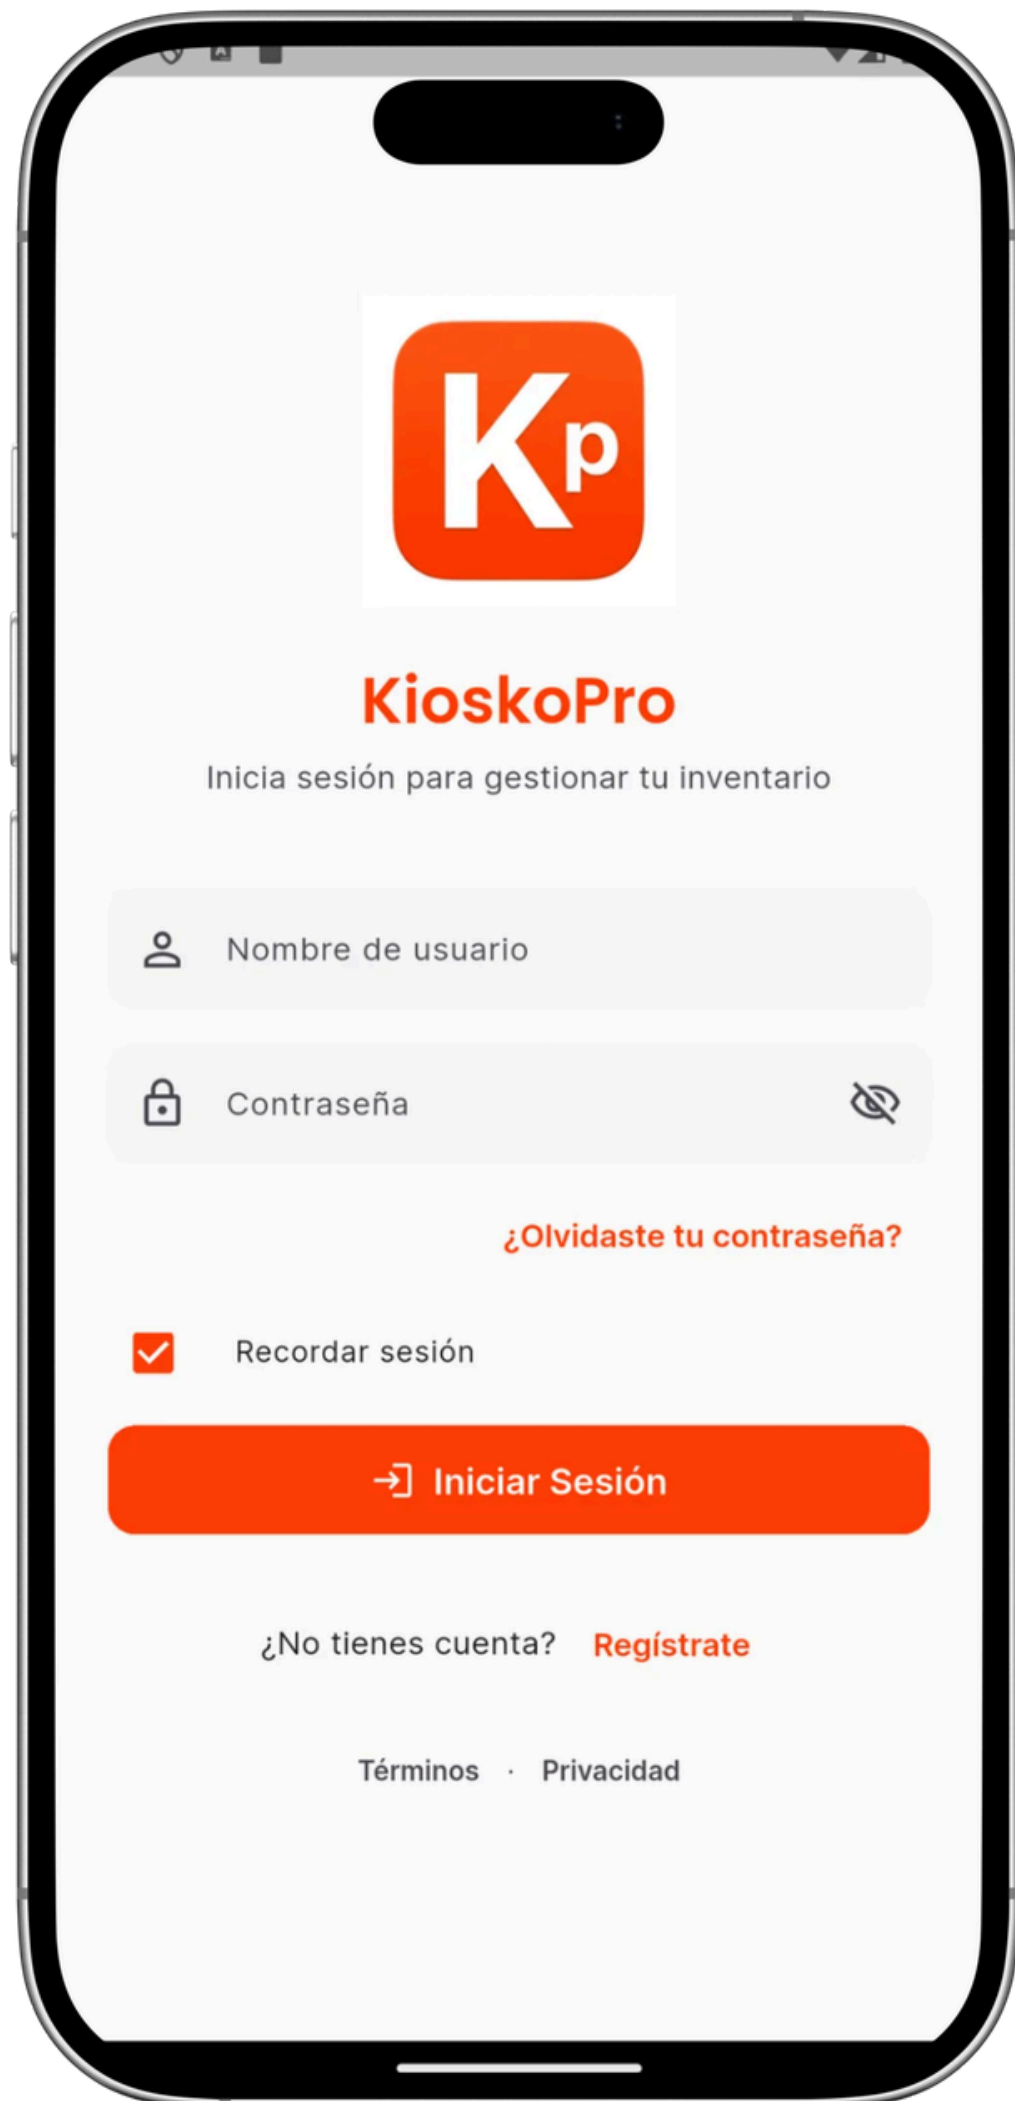 Kp
KioskoPro
Inicia sesión para gestionar tu inventario
Nombre de usuario
Contraseña
¿Olvidaste tu contraseña?
Recordar sesión
Iniciar Sesión
¿No tienes cuenta? Regístrate
Términos · Privacidad